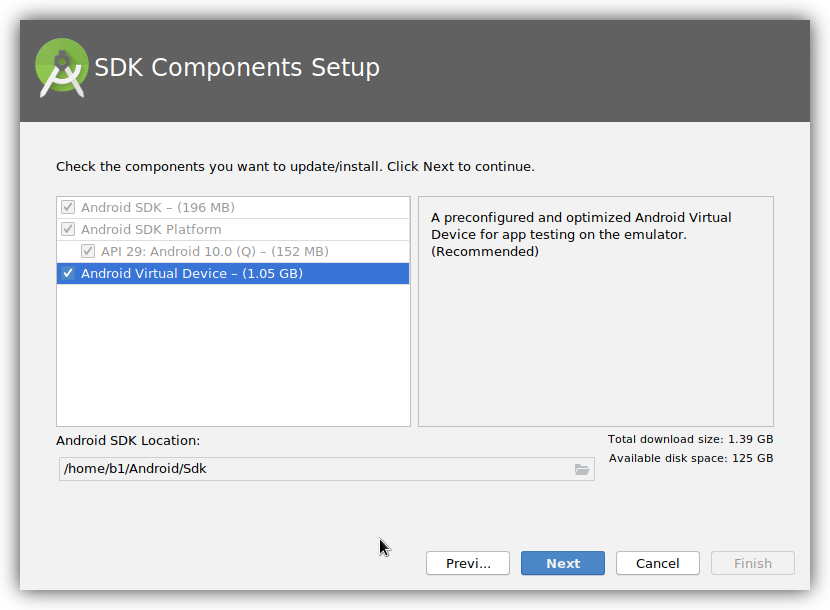 SDK Components Setup
Check the components you want to update/install. Click Next to continue.
Android SDK – (196 MB)
Android SDK Platform
API 29: Android 10.0 (Q) – (152 MB)
Android Virtual Device – (1.05 GB)
A preconfigured and optimized Android Virtual
Device for app testing on the emulator.
(Recommended)
Android SDK Location:
/home/b1/Android/Sdk
Total download size: 1.39 GB
Available disk space: 125 GB
Previ...
Next
Cancel
Finish